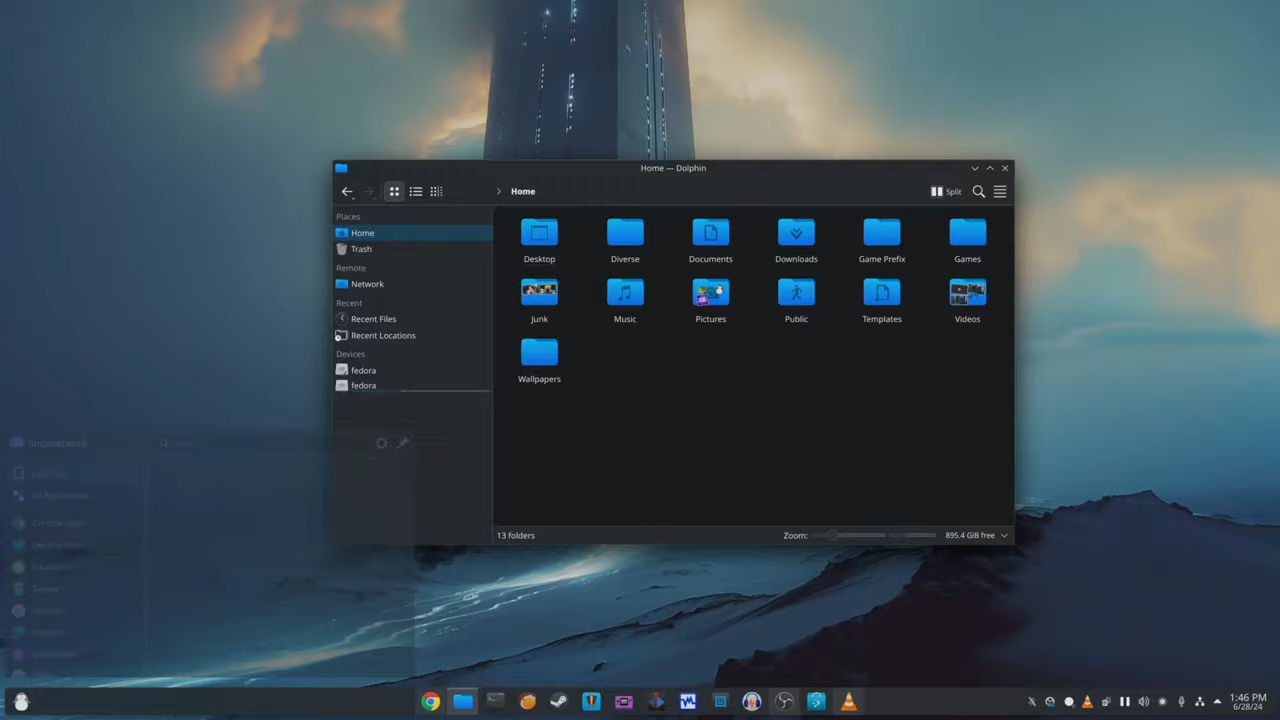 Home — Dolphin
Home
Split
Places
Home
Trash
Remote
Network
Recent
Recent Files
Recent Locations
Devices
fedora
fedora
Desktop
Diverse
Documents
Downloads
Game Prefix
Games
Junk
Music
Pictures
Public
Templates
Videos
Wallpapers
13 folders
Zoom:
895.4 GiB free
1:46 PM
6/28/24